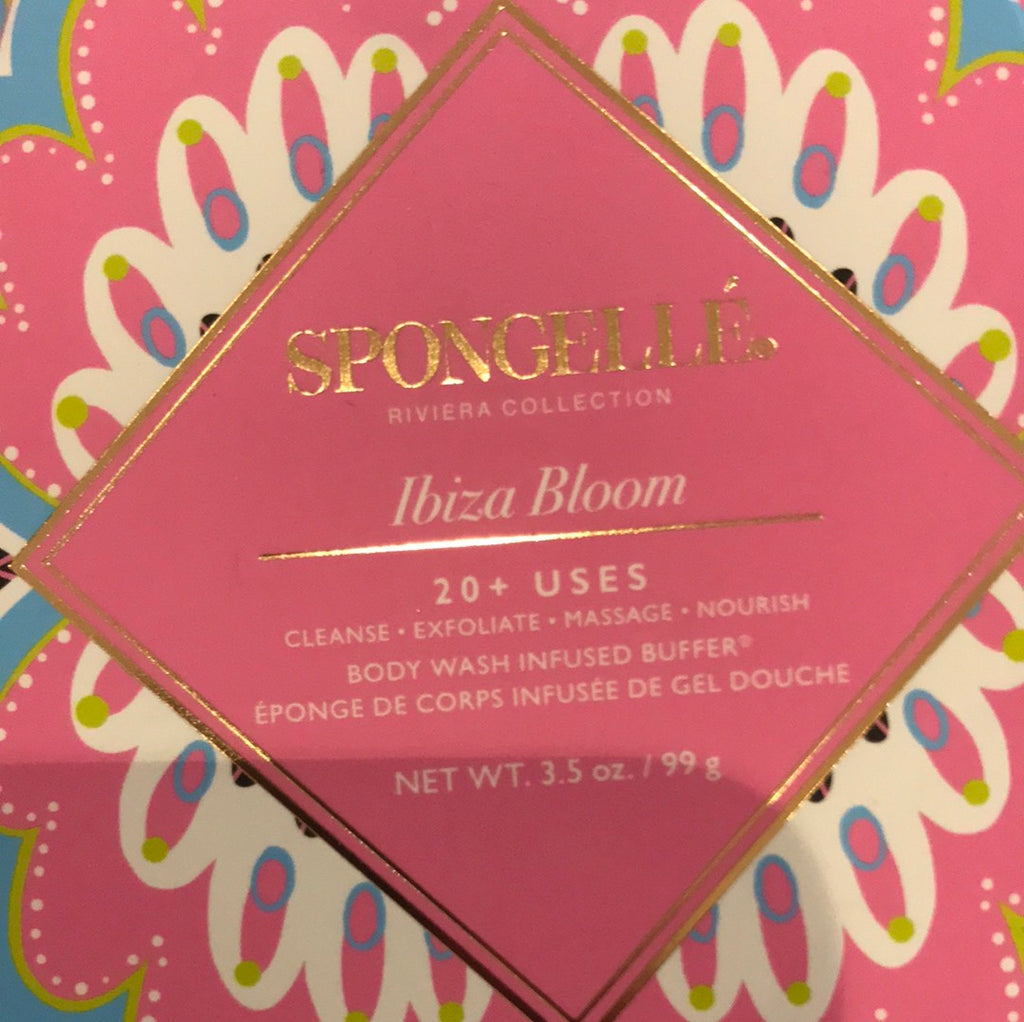 SPONGELLÉ®
RIVIERA COLLECTION
Ibiza Bloom
20+ USES
CLEANSE • EXFOLIATE • MASSAGE • NOURISH
BODY WASH INFUSED BUFFER®
ÉPONGE DE CORPS INFUSÉE DE GEL DOUCHE
NET WT. 3.5 oz. / 99 g